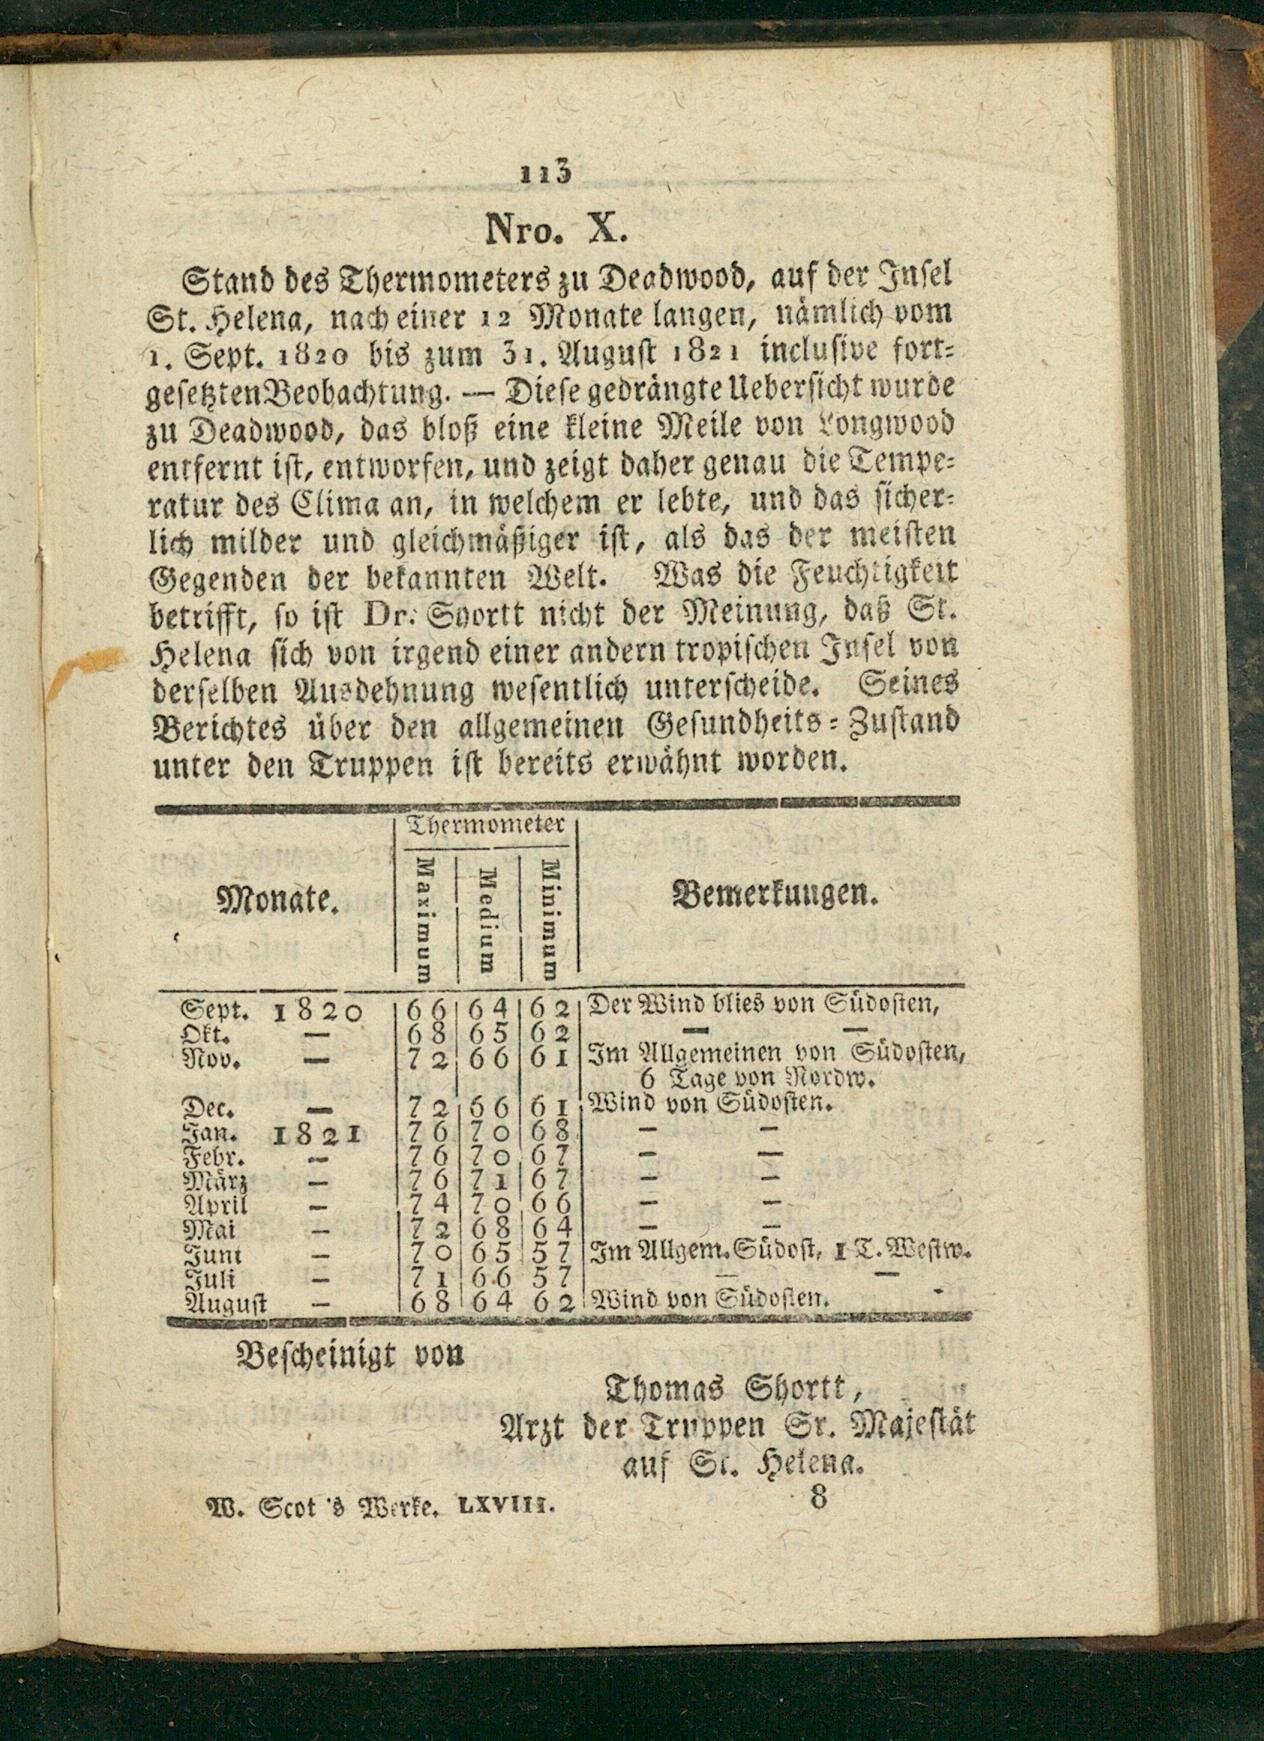 113
Nro. X.
Stand des Thermometers zu Deadwood, auf der Insel
St. Helena, nach einer 12 Monate langen, nämlich vom
1. Sept. 1820 bis zum 31. August 1821 inclusive fort-
gesetzten Beobachtung. — Diese gedrängte Uebersicht wurde
zu Deadwood, das bloß eine kleine Meile von Longwood
entfernt ist, entworfen, und zeigt daher genau die Tempe-
ratur des Clima an, in welchem er lebte, und das sicher-
lich milder und gleichmäßiger ist, als das der meisten
Gegenden der bekannten Welt. Was die Feuchtigkeit
betrifft, so ist Dr. Shortt nicht der Meinung, daß St.
Helena sich von irgend einer andern tropischen Insel von
derselben Ausdehnung wesentlich unterscheide. Seines
Berichtes über den allgemeinen Gesundheits-Zustand
unter den Truppen ist bereits erwähnt worden.
Thermometer
Monate. Maximum Medium Minimum Bemerkungen.
Sept. 1820 66 64 62 Der Wind blies von Südosten,
Okt. — 68 65 62 — —
Nov. — 72 66 61 Im Allgemeinen von Südosten,
6 Tage von Nordw.
Dec. — 72 66 61 Wind von Südosten.
Jan. 1821 76 70 68 — —
Febr. — 76 70 67 — —
März — 76 71 67 — —
April — 74 70 66 — —
Mai — 72 68 64 — —
Juni — 70 65 57 Im Allgem. Südost, 1 T. Westw.
Juli — 71 66 57 — —
August — 68 64 62 Wind von Südosten.
Bescheinigt von
Thomas Shortt,
Arzt der Truppen Sr. Majestät
auf St. Helena.
W. Scot 's Werke. LXVIII. 8